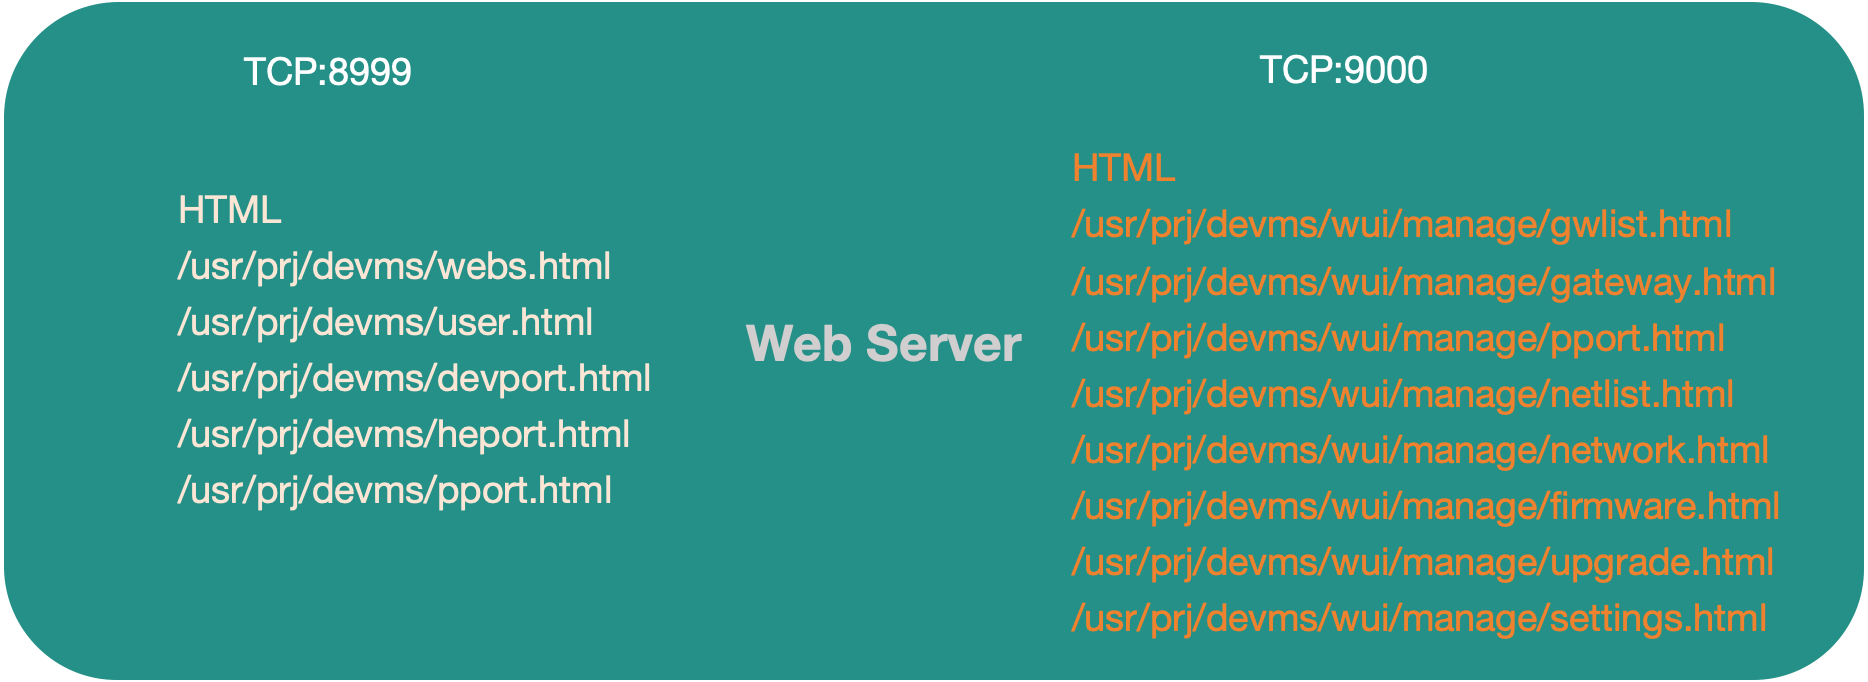 TCP:8999
HTML
/usr/prj/devms/webs.html
/usr/prj/devms/user.html
/usr/prj/devms/devport.html
/usr/prj/devms/heport.html
/usr/prj/devms/pport.html
Web Server
TCP:9000
HTML
/usr/prj/devms/wui/manage/gwlist.html
/usr/prj/devms/wui/manage/gateway.html
/usr/prj/devms/wui/manage/pport.html
/usr/prj/devms/wui/manage/netlist.html
/usr/prj/devms/wui/manage/network.html
/usr/prj/devms/wui/manage/firmware.html
/usr/prj/devms/wui/manage/upgrade.html
/usr/prj/devms/wui/manage/settings.html